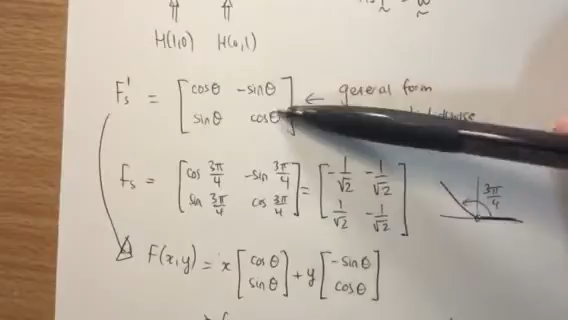 H(1,0) H(0,1)
Fs' = [cosθ -sinθ sinθ cosθ] ← general form
Fs = [cos 3π/4 -sin 3π/4 sin 3π/4 cos 3π/4] = [-1/√2 -1/√2 1/√2 -1/√2] 3π/4
F(x,y) = x [cosθ sinθ] + y [-sinθ cosθ]